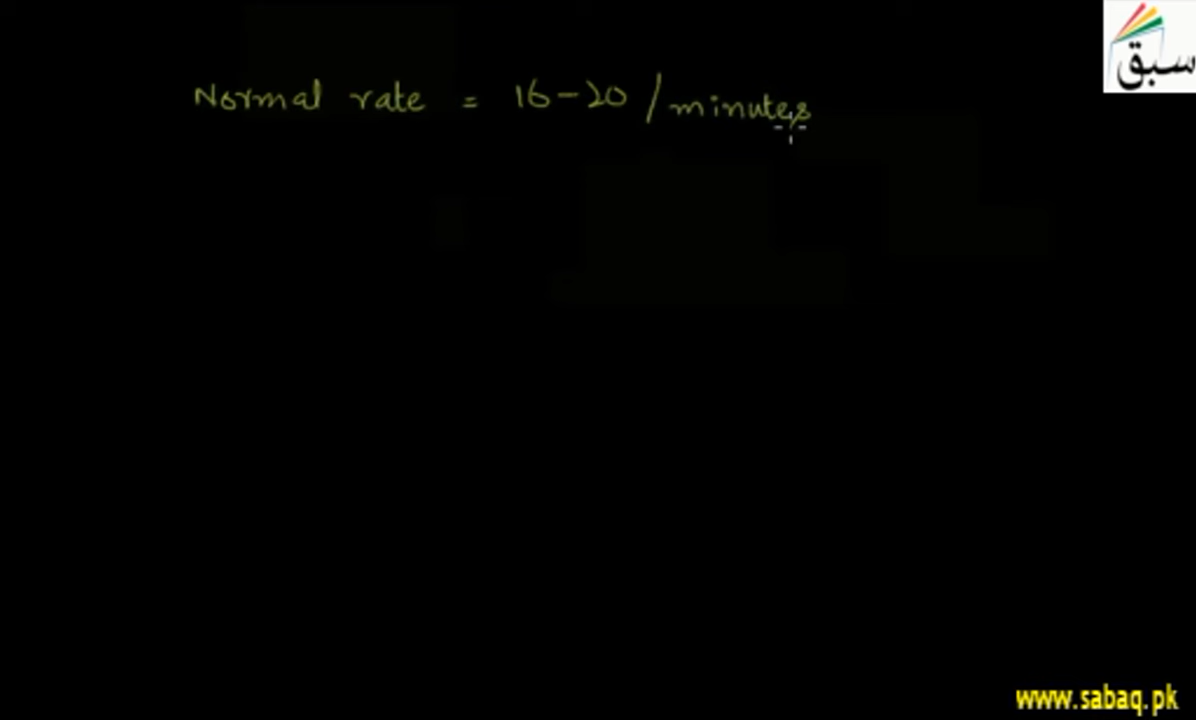 سبق
Normal rate = 16-20 / minutes
www.sabaq.pk